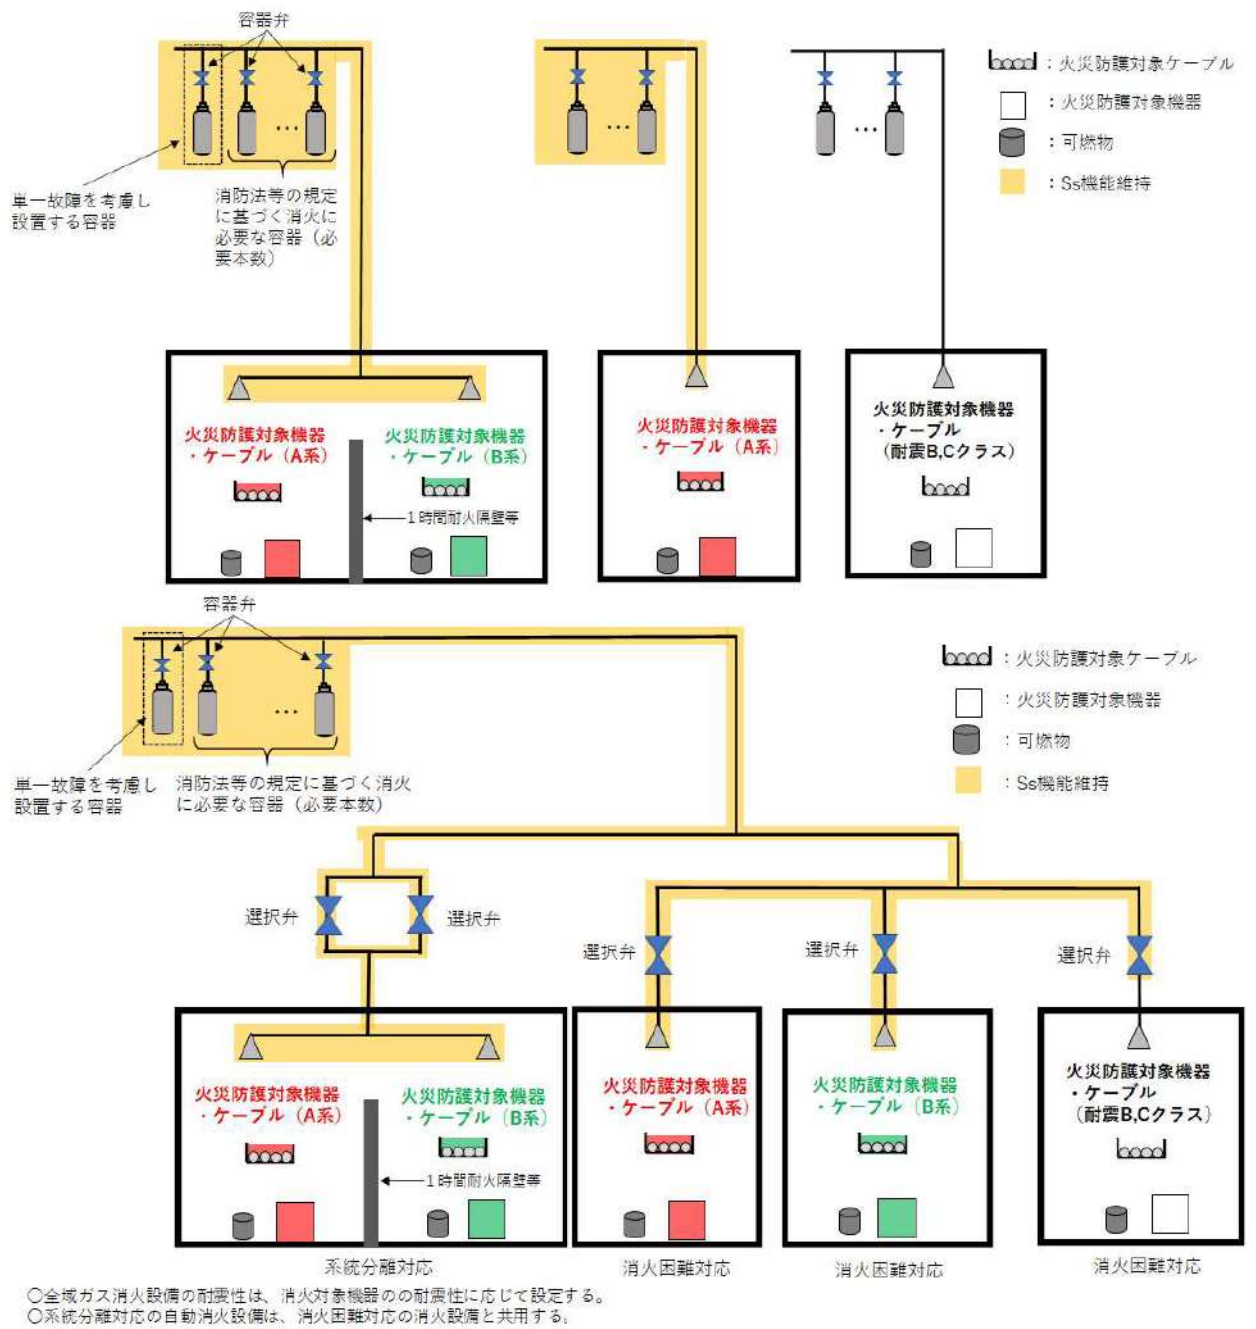 容器弁
：火災防護対象ケーブル
：火災防護対象機器
：可燃物
：Ss機能維持
…
…
…
単一故障を考慮し
設置する容器
消防法等の規定
に基づく消火に
必要な容器（必
要本数）
火災防護対象機器
・ケーブル（A系）
火災防護対象機器
・ケーブル（B系）
1時間耐火隔壁等
火災防護対象機器
・ケーブル（A系）
火災防護対象機器
・ケーブル
（耐震B,Cクラス）
容器弁
：火災防護対象ケーブル
：火災防護対象機器
：可燃物
：Ss機能維持
…
単一故障を考慮し
設置する容器
消防法等の規定に基づく消火
に必要な容器（必要本数）
選択弁
選択弁
選択弁
選択弁
選択弁
火災防護対象機器
・ケーブル（A系）
火災防護対象機器
・ケーブル（B系）
1時間耐火隔壁等
火災防護対象機器
・ケーブル（A系）
火災防護対象機器
・ケーブル（B系）
火災防護対象機器
・ケーブル
（耐震B,Cクラス）
系統分離対応
消火困難対応
消火困難対応
消火困難対応
○全域ガス消火設備の耐震性は、消火対象機器のの耐震性に応じて設定する。
○系統分離対応の自動消火設備は、消火困難対応の消火設備と共用する。